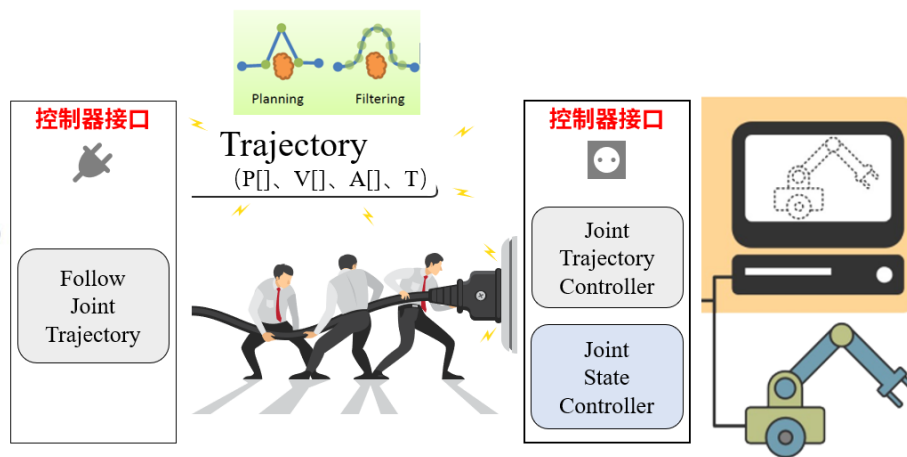 Planning
Filtering
控制器接口
Trajectory
（P[]、V[]、A[]、T）
控制器接口
Follow
Joint
Trajectory
Joint
Trajectory
Controller
Joint
State
Controller